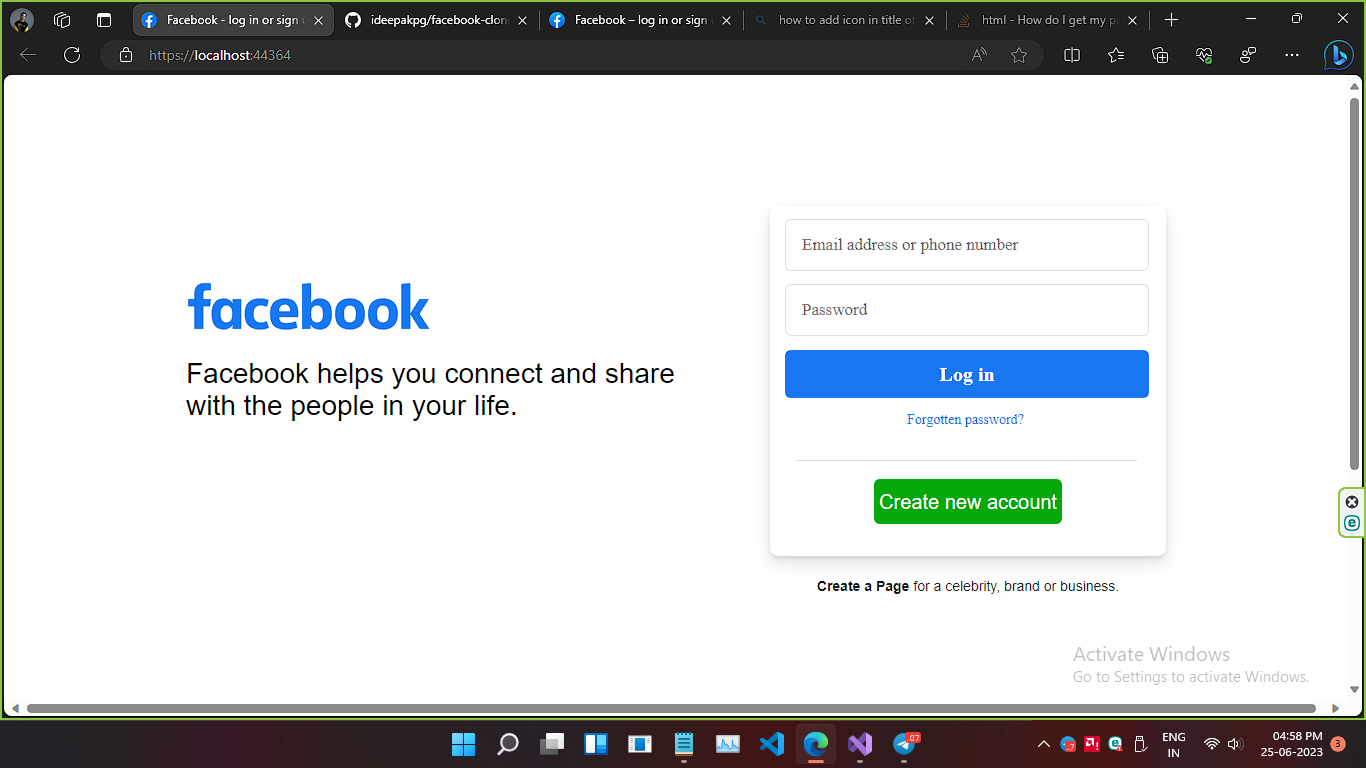 Facebook - log in or sign u
ideepakpg/facebook-clone
Facebook – log in or sign u
how to add icon in title of
html - How do I get my pa
https://localhost:44364
facebook
Facebook helps you connect and share
with the people in your life.
Email address or phone number
Password
Log in
Forgotten password?
Create new account
Create a Page for a celebrity, brand or business.
Activate Windows
Go to Settings to activate Windows.
07
ENG
IN
04:58 PM
25-06-2023
3